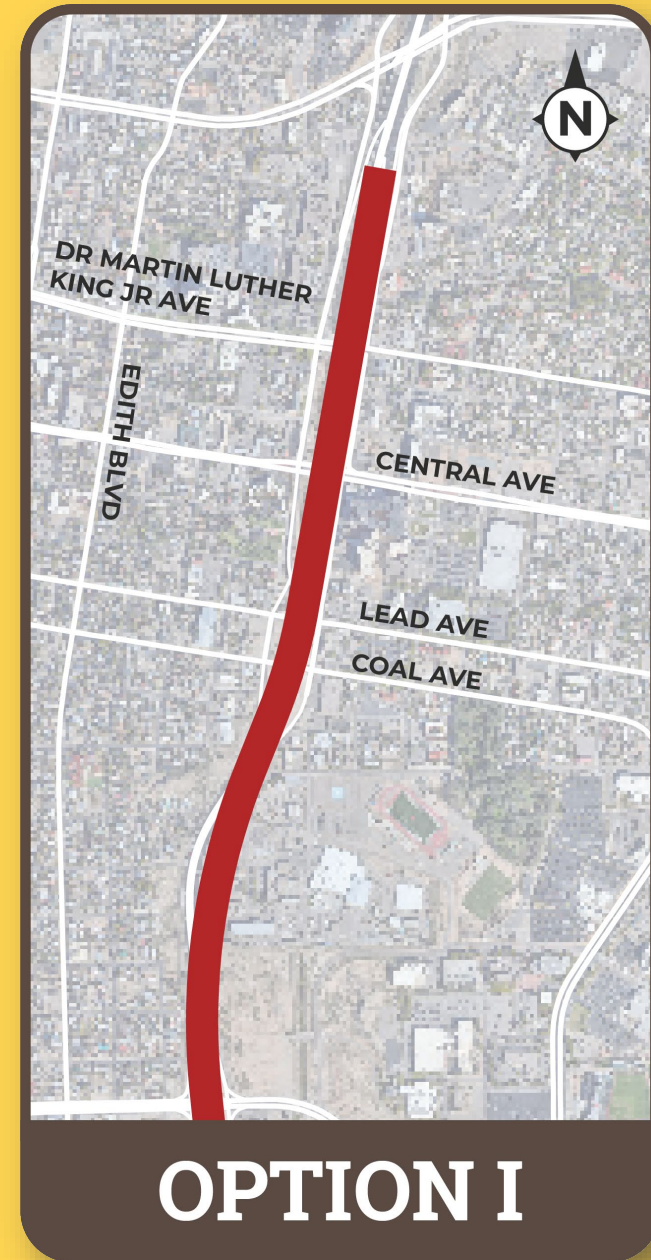 N
DR MARTIN LUTHER
KING JR AVE
EDITH BLVD
CENTRAL AVE
LEAD AVE
COAL AVE
OPTION I